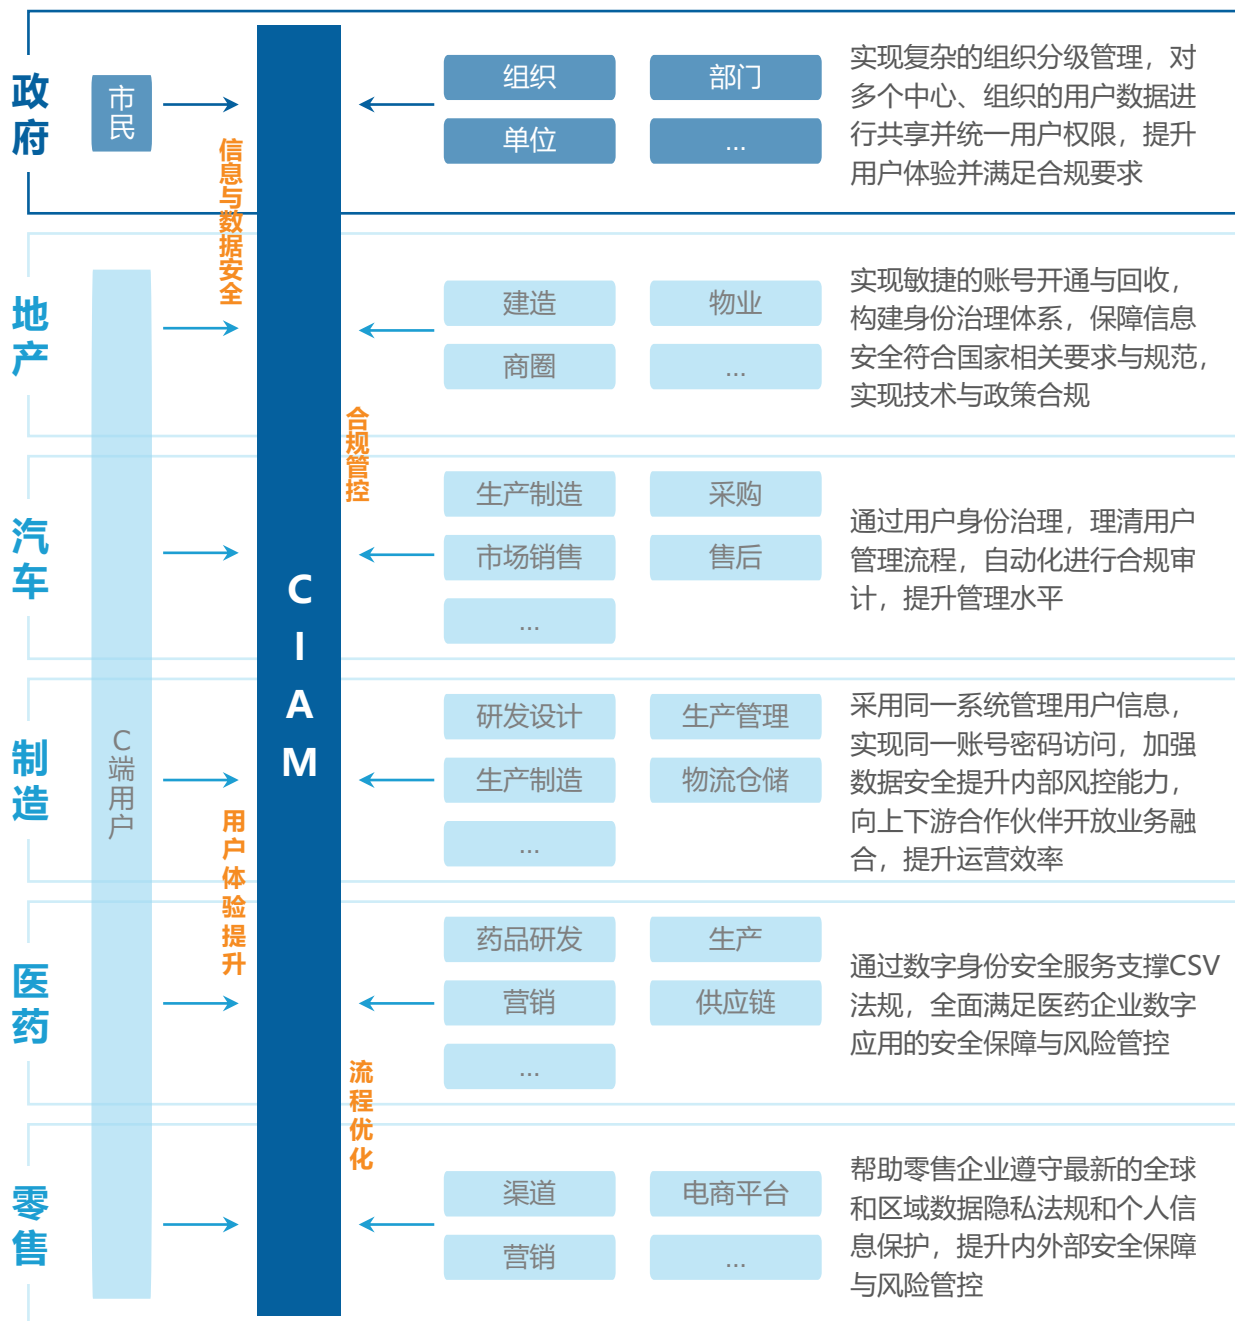 政府
市民
组织
部门
单位
...
实现复杂的组织分级管理，对
多个中心、组织的用户数据进
行共享并统一用户权限，提升
用户体验并满足合规要求
信息与数据安全
地产
建造
物业
商圈
...
实现敏捷的账号开通与回收，
构建身份治理体系，保障信息
安全符合国家相关要求与规范，
实现技术与政策合规
合规管控
汽车
生产制造
采购
市场销售
售后
...
通过用户身份治理，理清用户
管理流程，自动化进行合规审
计，提升管理水平
CIAM
制造
C端用户
研发设计
生产管理
生产制造
物流仓储
...
采用同一系统管理用户信息，
实现同一账号密码访问，加强
数据安全提升内部风控能力，
向上下游合作伙伴开放业务融
合，提升运营效率
用户体验提升
医药
药品研发
生产
营销
供应链
...
通过数字身份安全服务支撑CSV
法规，全面满足医药企业数字
应用的安全保障与风险管控
流程优化
零售
渠道
电商平台
营销
...
帮助零售企业遵守最新的全球
和区域数据隐私法规和个人信
息保护，提升内外部安全保障
与风险管控